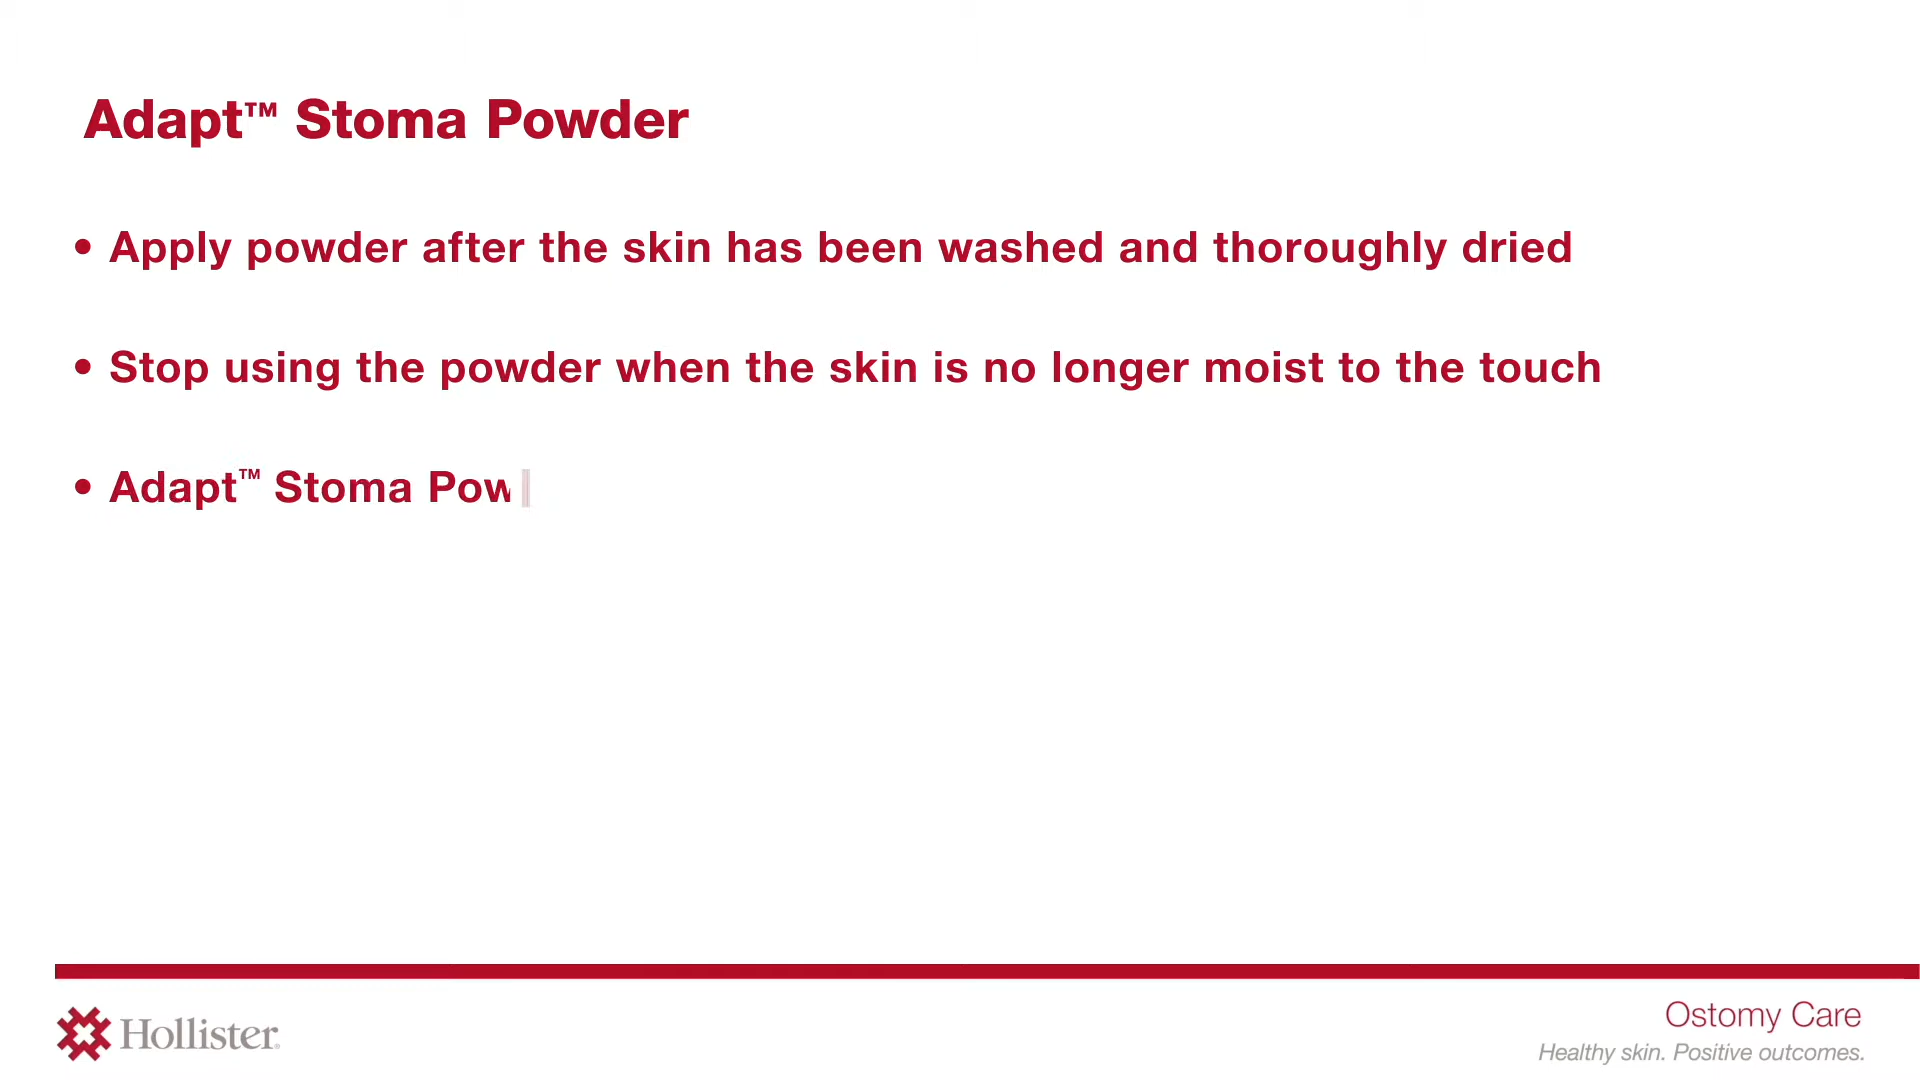 Adapt™ Stoma Powder
• Apply powder after the skin has been washed and thoroughly dried
• Stop using the powder when the skin is no longer moist to the touch
• Adapt™ Stoma Pow
Hollister
Ostomy Care
Healthy skin. Positive outcomes.